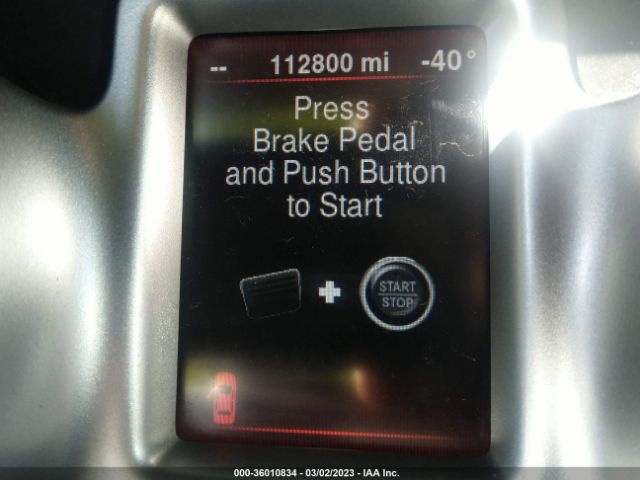 -- 112800 mi -40°
Press
Brake Pedal
and Push Button
to Start
START
STOP
000-36010834 - 03/02/2023 - IAA Inc.